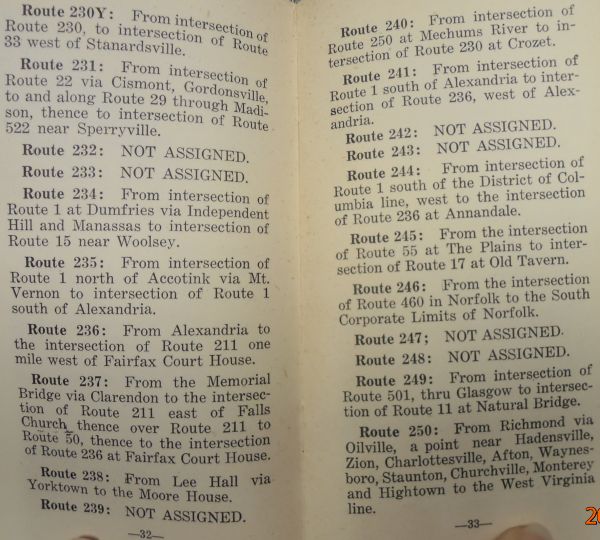 Route 230Y: From intersection of
Route 230, to intersection of Route
33 west of Stanardsville.
Route 231: From intersection of
Route 22 via Cismont, Gordonsville,
to and along Route 29 through Madi-
son, thence to intersection of Route
522 near Sperryville.
Route 232: NOT ASSIGNED.
Route 233: NOT ASSIGNED.
Route 234: From intersection of
Route 1 at Dumfries via Independent
Hill and Manassas to intersection of
Route 15 near Woolsey.
Route 235: From intersection of
Route 1 north of Accotink via Mt.
Vernon to intersection of Route 1
south of Alexandria.
Route 236: From Alexandria to
the intersection of Route 211 one
mile west of Fairfax Court House.
Route 237: From the Memorial
Bridge via Clarendon to the intersec-
tion of Route 211 east of Falls
Church, thence over Route 211 to
Route 50, thence to the intersection
of Route 236 at Fairfax Court House.
Route 238: From Lee Hall via
Yorktown to the Moore House.
Route 239: NOT ASSIGNED.
—32—
Route 240: From intersection of
Route 250 at Mechums River to in-
tersection of Route 230 at Crozet.
Route 241: From intersection of
Route 1 south of Alexandria to inter-
section of Route 236, west of Alex-
andria.
Route 242: NOT ASSIGNED.
Route 243: NOT ASSIGNED.
Route 244: From intersection of
Route 1 south of the District of Col-
umbia line, west to the intersection
of Route 236 at Annandale.
Route 245: From the intersection
of Route 55 at The Plains to inter-
section of Route 17 at Old Tavern.
Route 246: From the intersection
of Route 460 in Norfolk to the South
Corporate Limits of Norfolk.
Route 247; NOT ASSIGNED.
Route 248: NOT ASSIGNED.
Route 249: From intersection of
Route 501, thru Glasgow to intersec-
tion of Route 11 at Natural Bridge.
Route 250: From Richmond via
Oilville, a point near Hadensville,
Zion, Charlottesville, Afton, Waynes-
boro, Staunton, Churchville, Monterey
and Hightown to the West Virginia
line.
—33—